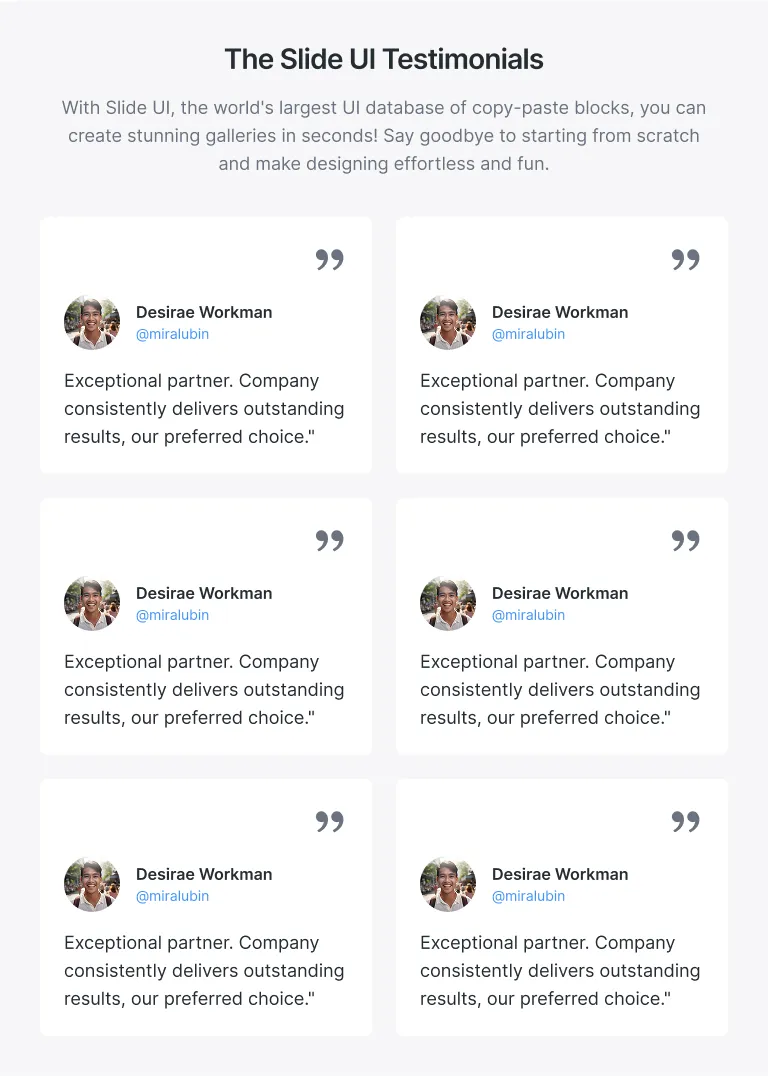 The Slide UI Testimonials
With Slide UI, the world's largest UI database of copy-paste blocks, you can
create stunning galleries in seconds! Say goodbye to starting from scratch
and make designing effortless and fun.
”
Desirae Workman
@miralubin
Exceptional partner. Company
consistently delivers outstanding
results, our preferred choice."
”
Desirae Workman
@miralubin
Exceptional partner. Company
consistently delivers outstanding
results, our preferred choice."
”
Desirae Workman
@miralubin
Exceptional partner. Company
consistently delivers outstanding
results, our preferred choice."
”
Desirae Workman
@miralubin
Exceptional partner. Company
consistently delivers outstanding
results, our preferred choice."
”
Desirae Workman
@miralubin
Exceptional partner. Company
consistently delivers outstanding
results, our preferred choice."
”
Desirae Workman
@miralubin
Exceptional partner. Company
consistently delivers outstanding
results, our preferred choice."